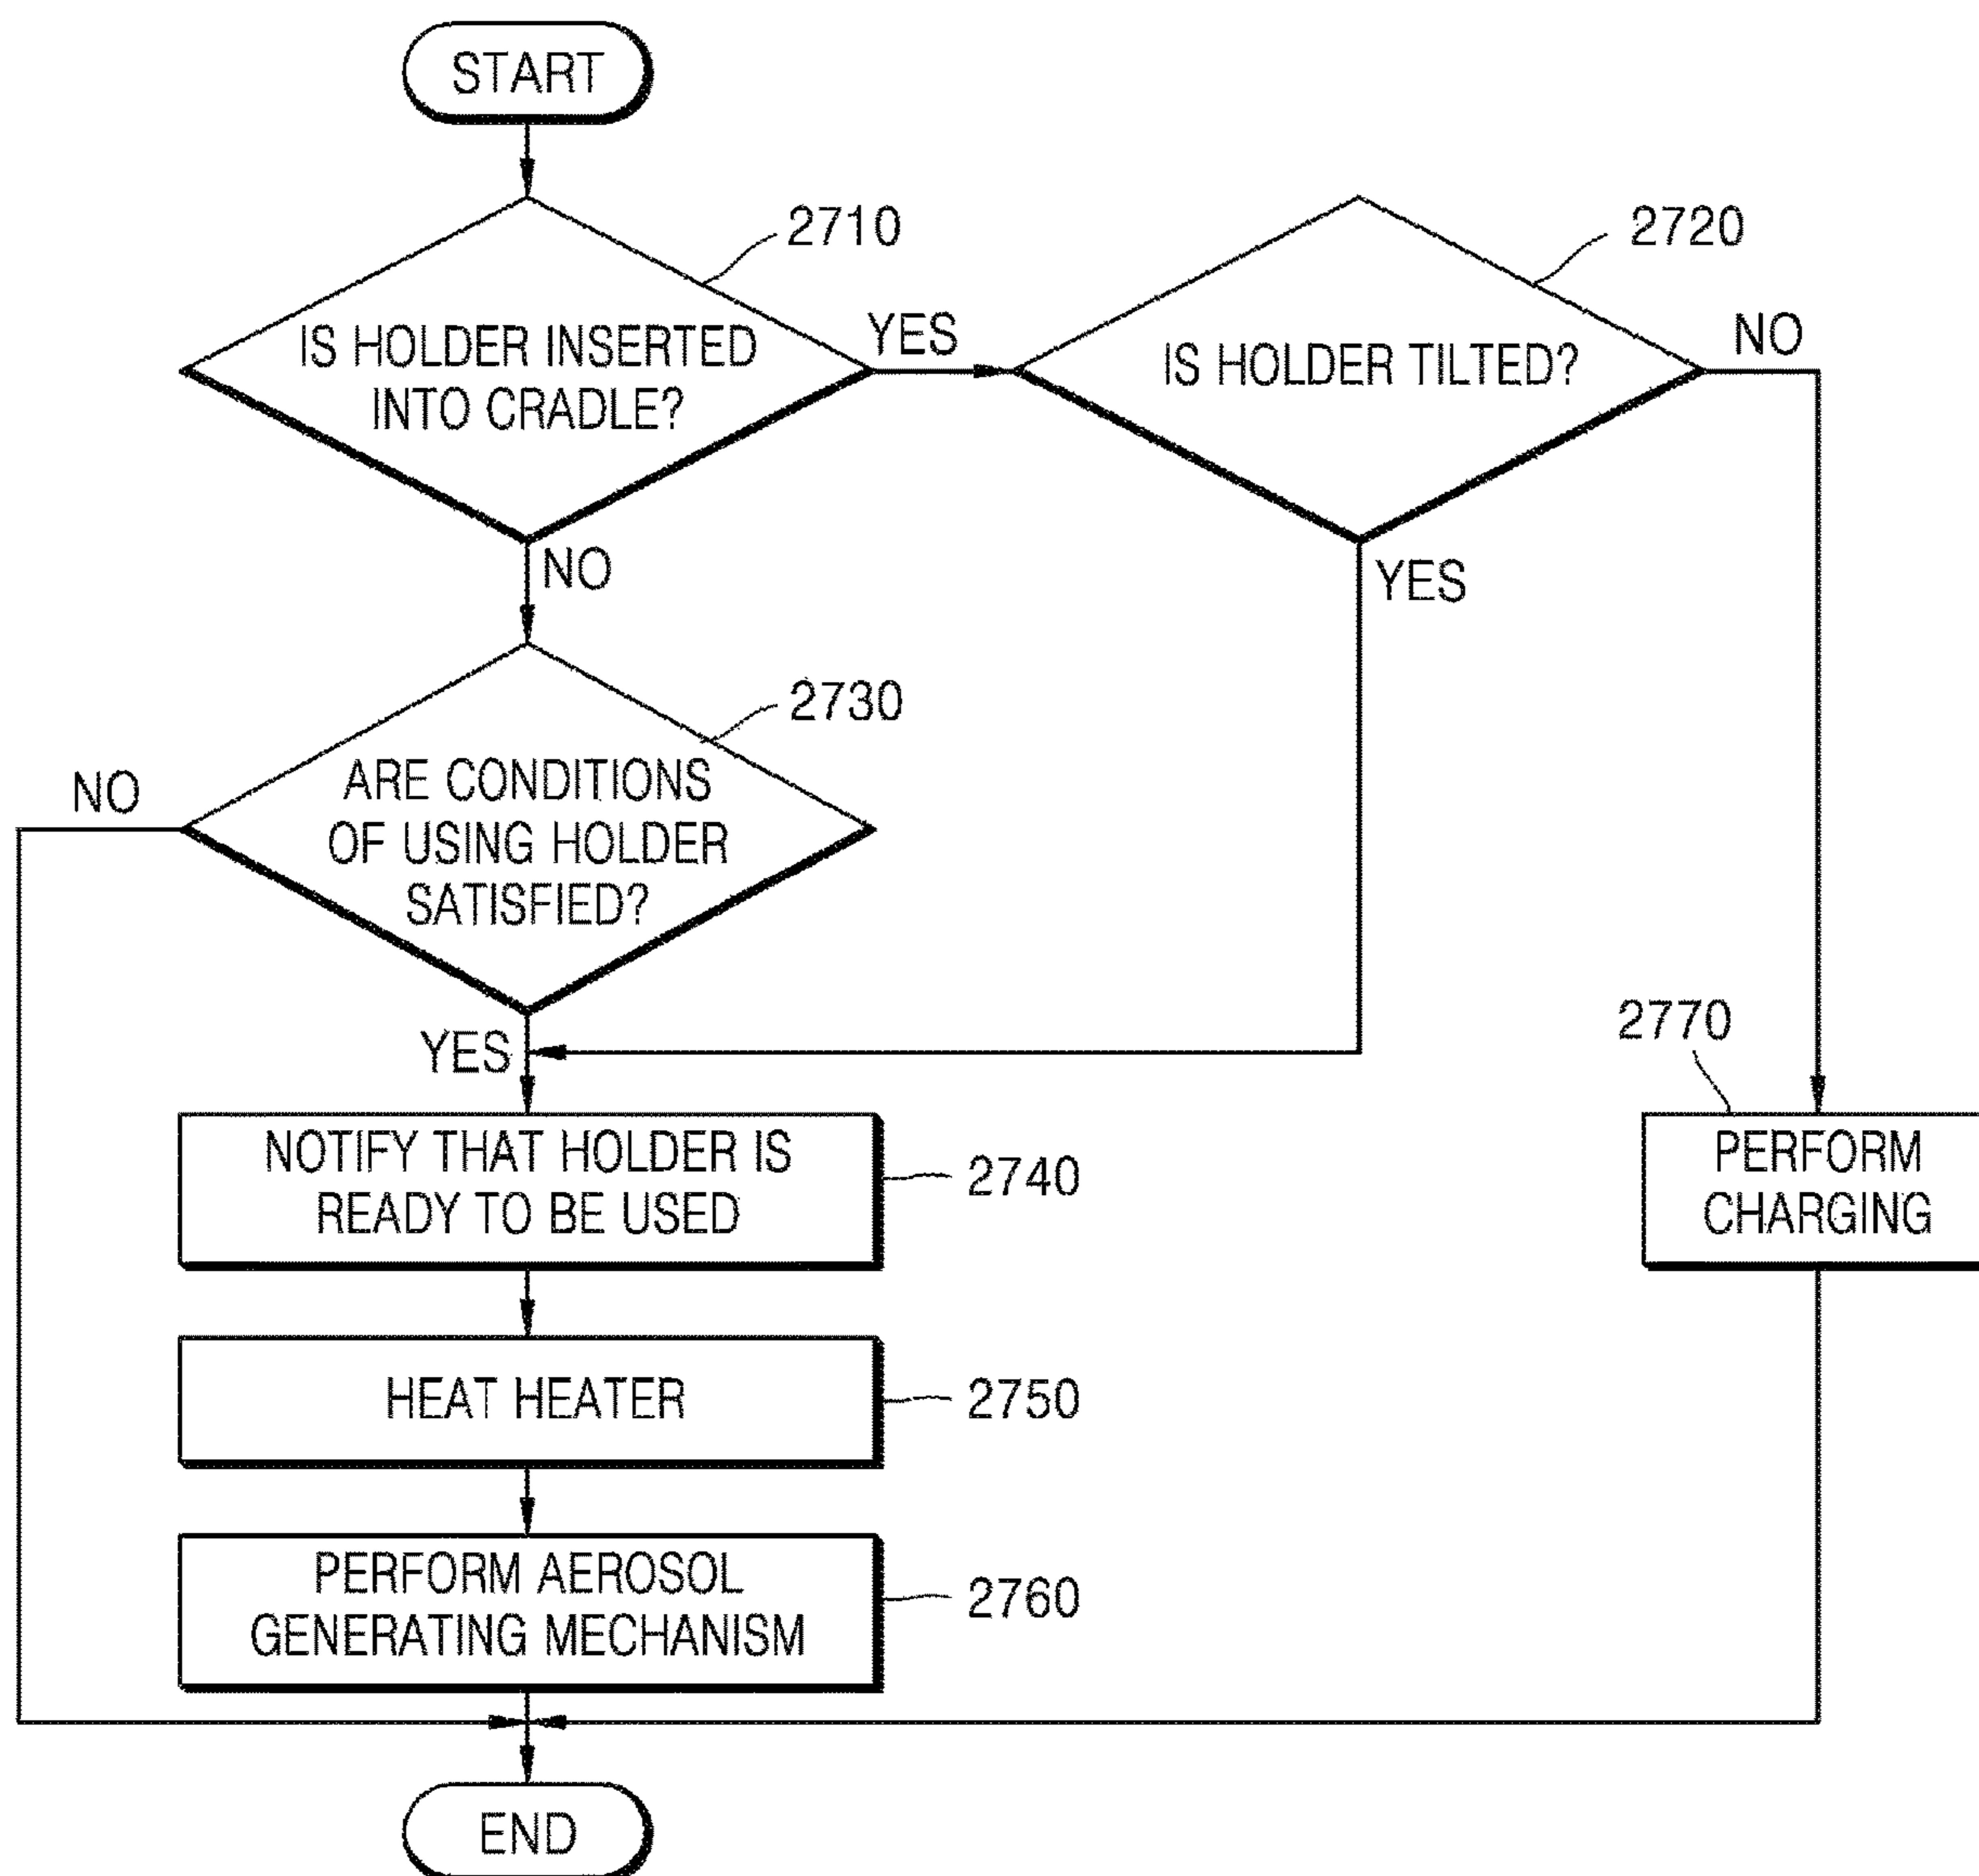 START
2710
2720
IS HOLDER INSERTED
INTO CRADLE?
YES
IS HOLDER TILTED?
NO
NO
YES
2730
ARE CONDITIONS
OF USING HOLDER
SATISFIED?
NO
YES
2770
NOTIFY THAT HOLDER IS
READY TO BE USED
2740
PERFORM
CHARGING
HEAT HEATER
2750
PERFORM AEROSOL
GENERATING MECHANISM
2760
END